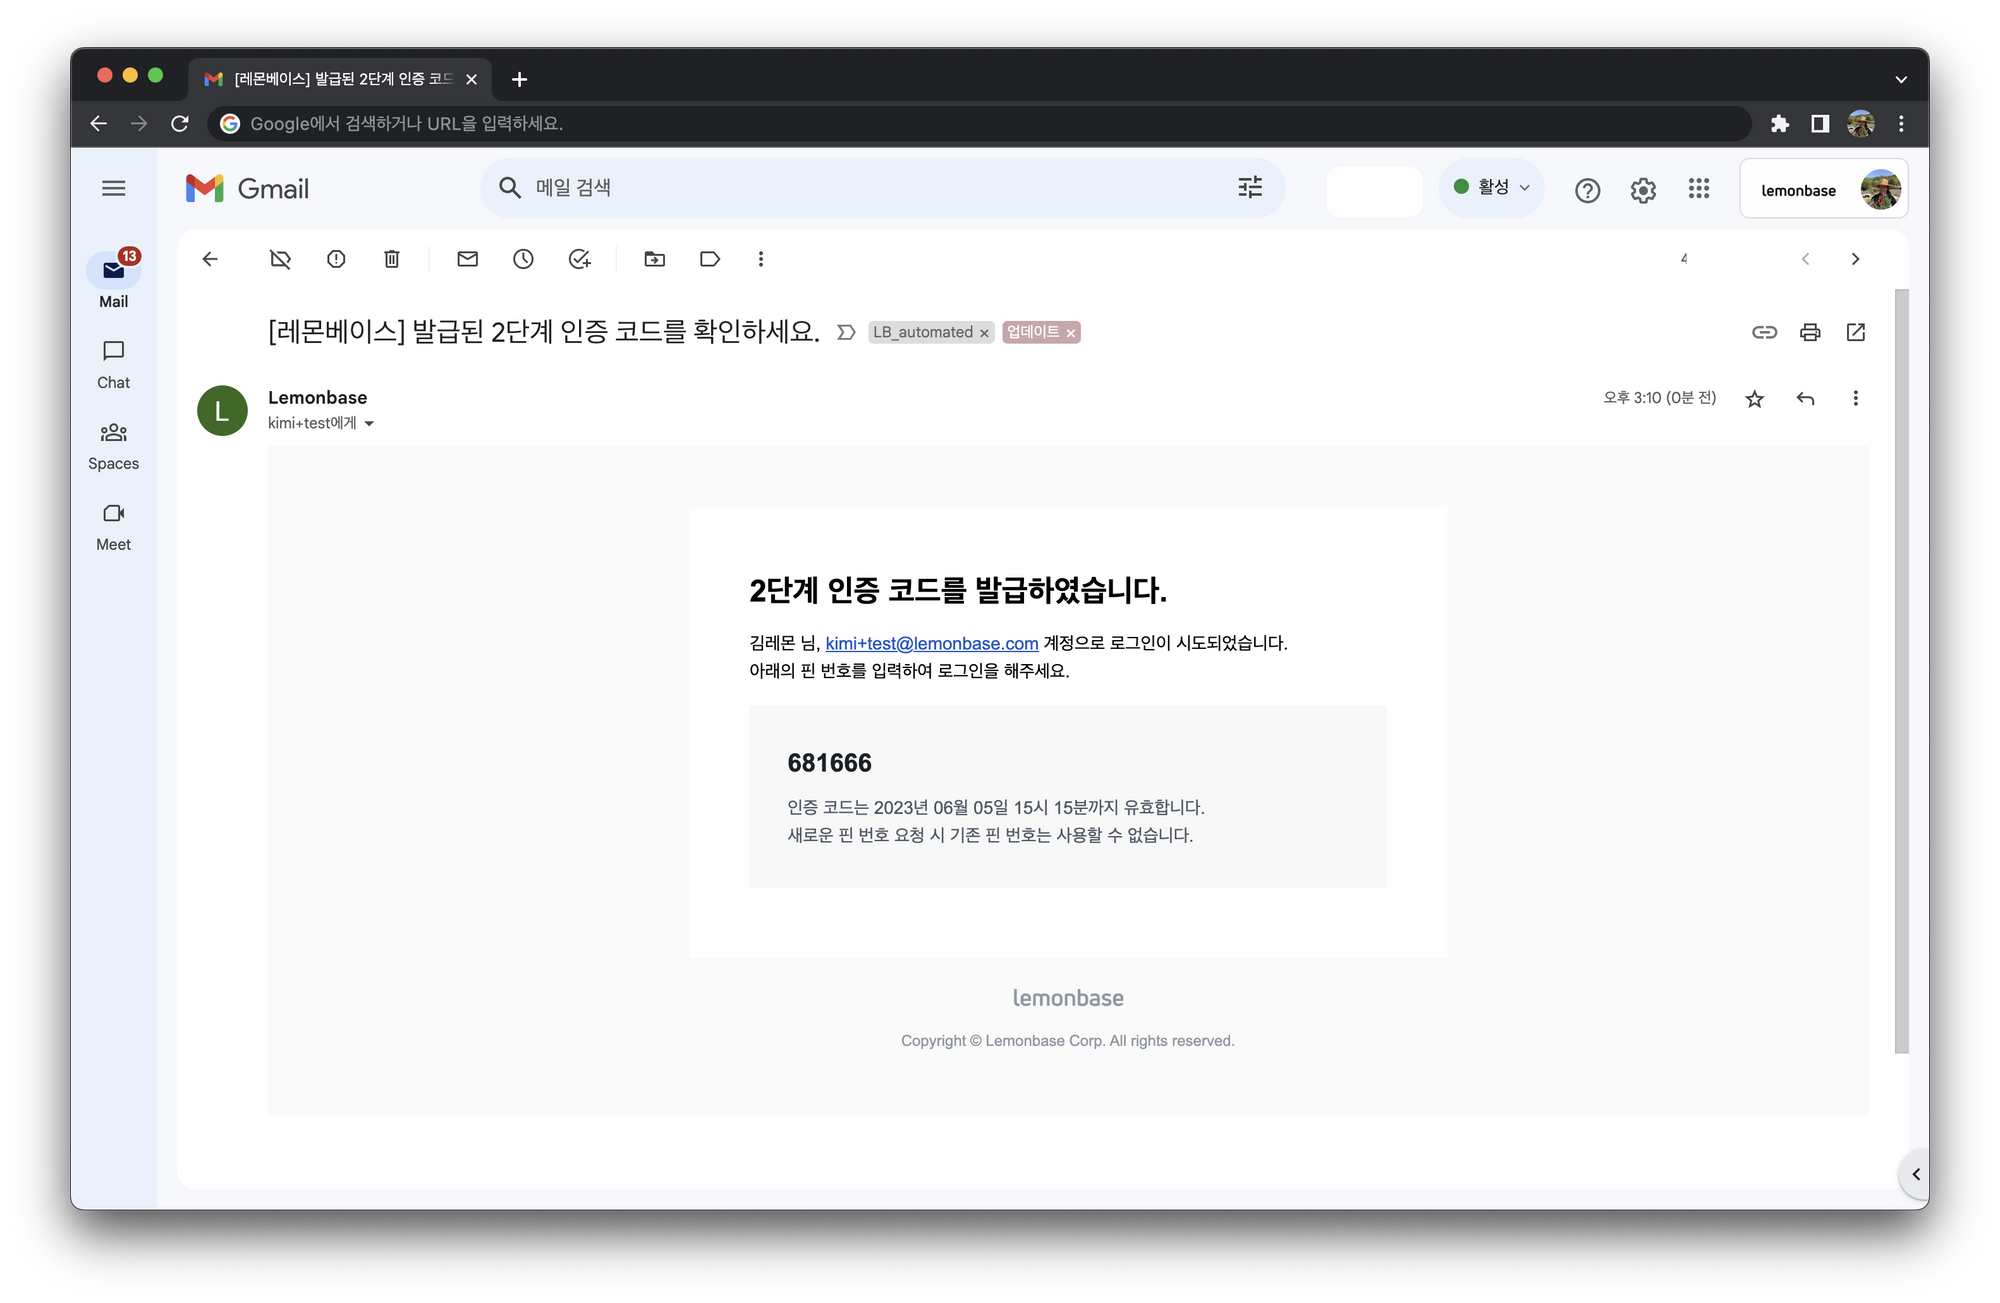 [레몬베이스] 발급된 2단계 인증 코드
Google에서 검색하거나 URL을 입력하세요.
Gmail
메일 검색
활성
lemonbase
13
Mail
Chat
Spaces
Meet
4
[레몬베이스] 발급된 2단계 인증 코드를 확인하세요. LB_automated × 업데이트 ×
L
Lemonbase
오후 3:10 (0분 전)
kimi+test에게
2단계 인증 코드를 발급하였습니다.
김레몬 님, kimi+test@lemonbase.com 계정으로 로그인이 시도되었습니다.
아래의 핀 번호를 입력하여 로그인을 해주세요.
681666
인증 코드는 2023년 06월 05일 15시 15분까지 유효합니다.
새로운 핀 번호 요청 시 기존 핀 번호는 사용할 수 없습니다.
lemonbase
Copyright © Lemonbase Corp. All rights reserved.